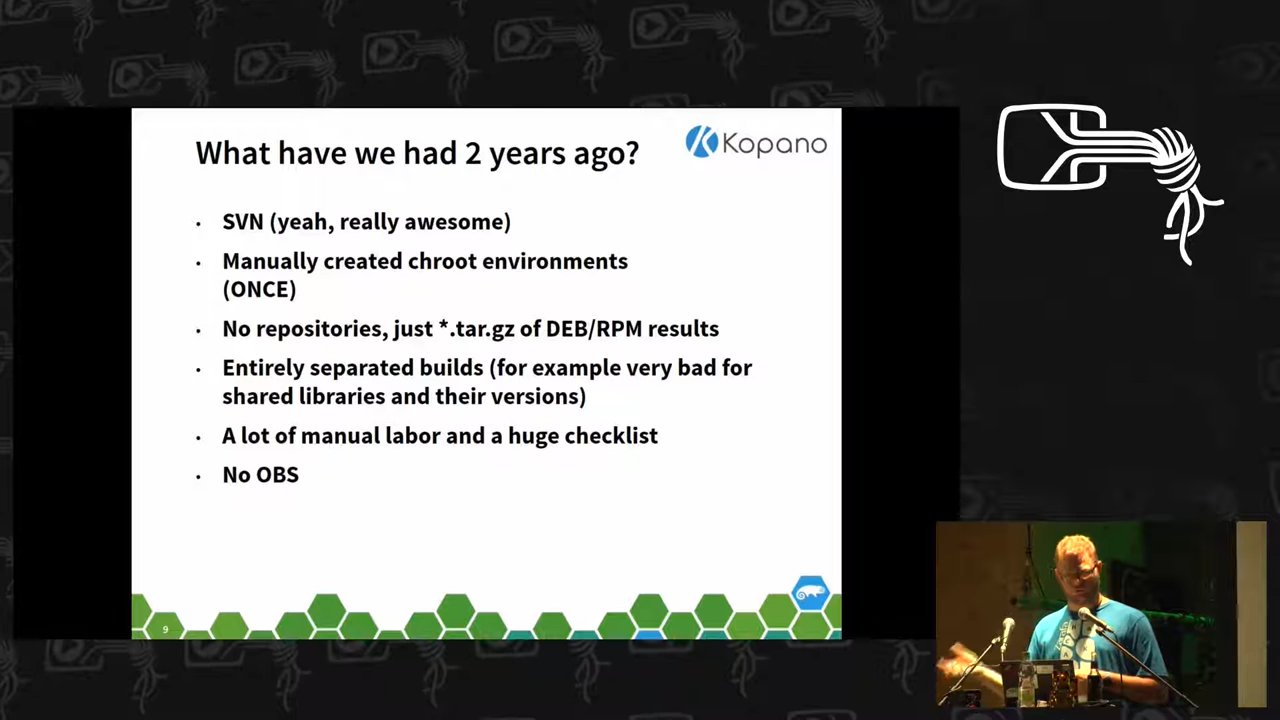 What have we had 2 years ago?
Kopano
· SVN (yeah, really awesome)
· Manually created chroot environments
(ONCE)
· No repositories, just *.tar.gz of DEB/RPM results
· Entirely separated builds (for example very bad for
shared libraries and their versions)
· A lot of manual labor and a huge checklist
· No OBS
9